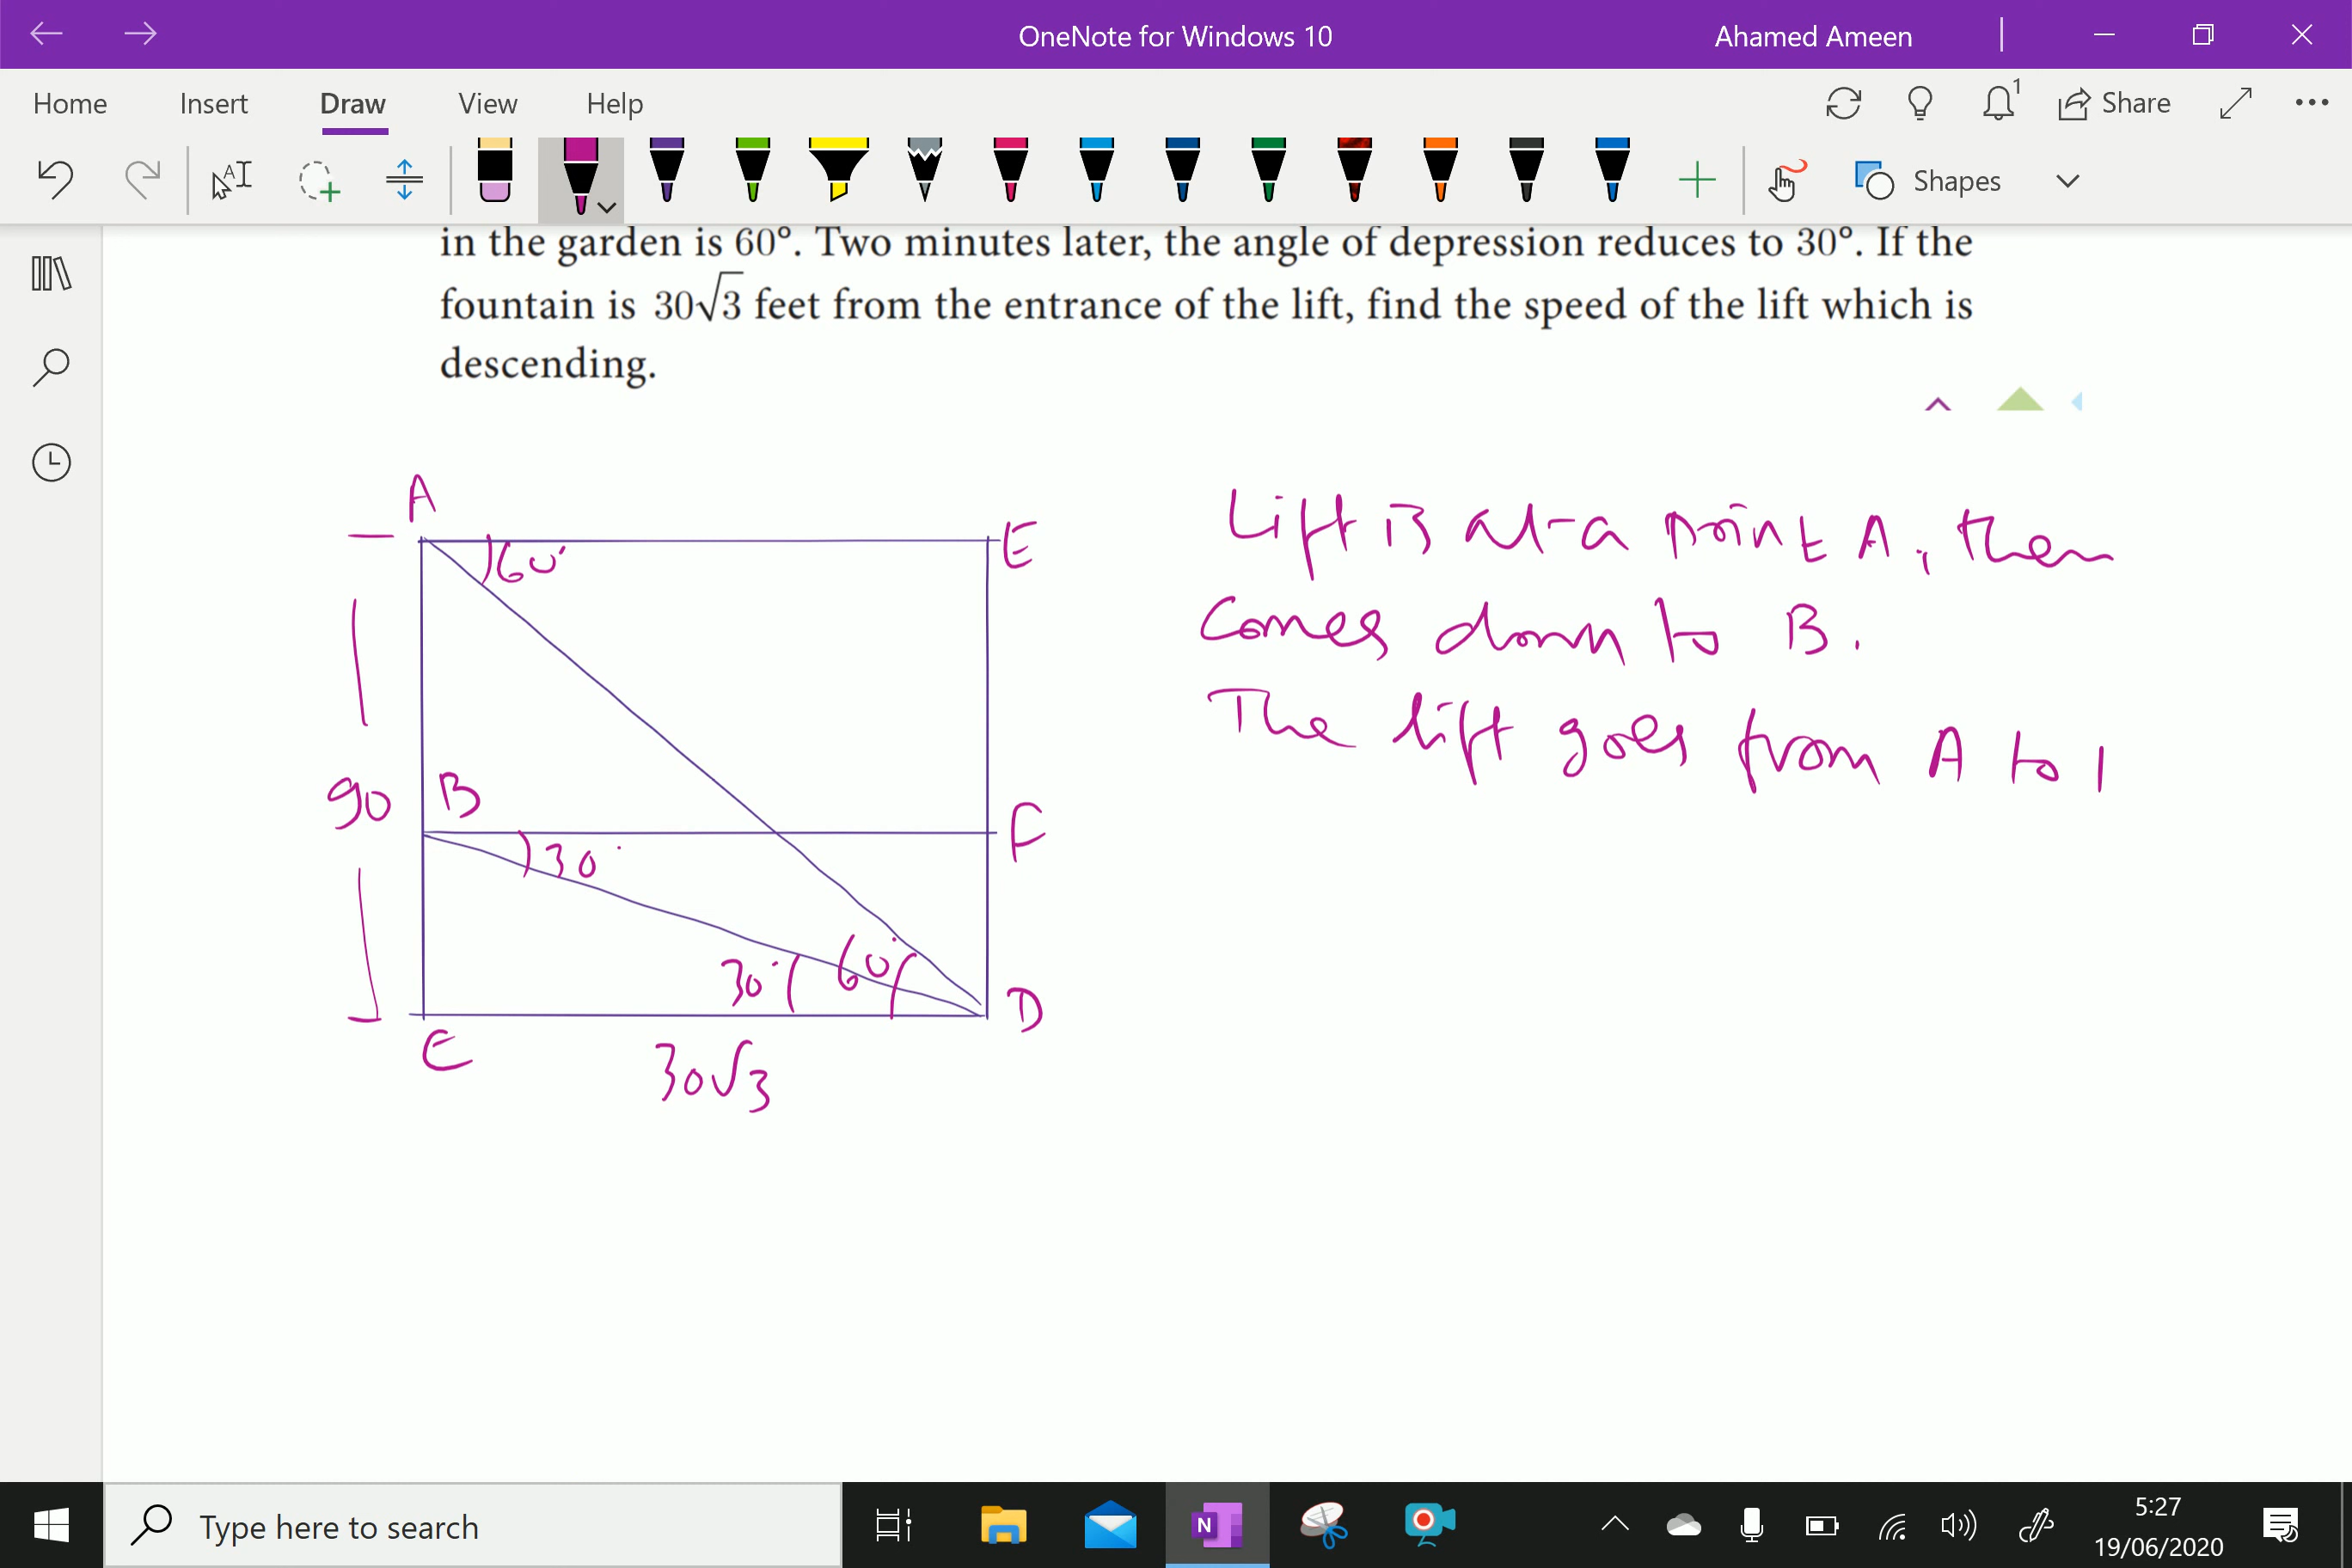 OneNote for Windows 10
Ahamed Ameen
Home Insert Draw View Help
1
Share
Shapes
in the garden is 60°. Two minutes later, the angle of depression reduces to 30°. If the
fountain is 30√3 feet from the entrance of the lift, find the speed of the lift which is
descending.
A
60°
E
Lift is at a point A, then
comes down to B.
The lift goes from A to
90
B
F
30°
30°
60°
D
C
30√3
Type here to search
N
5:27
19/06/2020